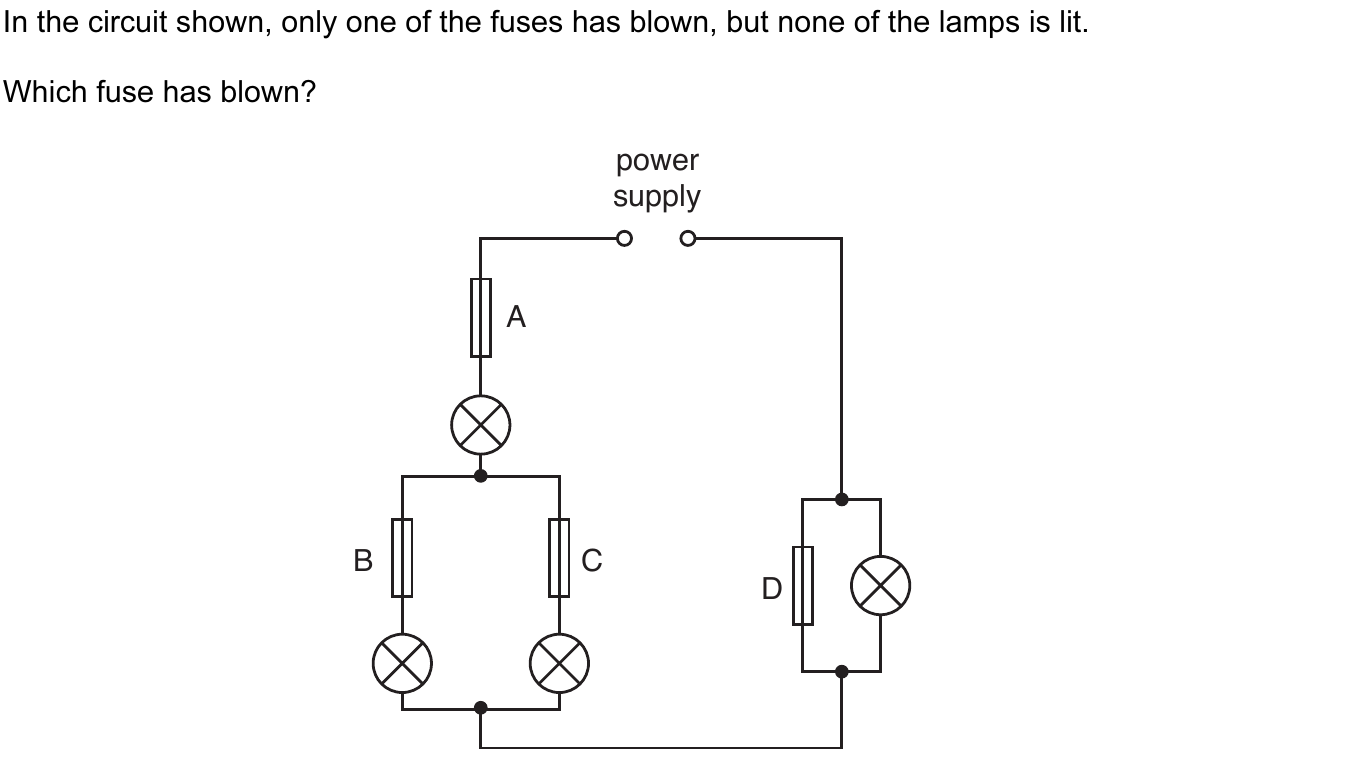 In the circuit shown, only one of the fuses has blown, but none of the lamps is lit.
Which fuse has blown?
power
supply
A
B
C
D